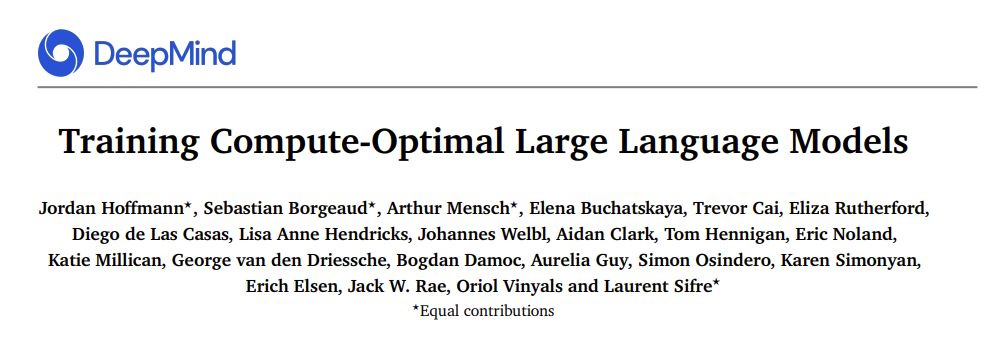 DeepMind
Training Compute-Optimal Large Language Models
Jordan Hoffmann★, Sebastian Borgeaud★, Arthur Mensch★, Elena Buchatskaya, Trevor Cai, Eliza Rutherford,
Diego de Las Casas, Lisa Anne Hendricks, Johannes Welbl, Aidan Clark, Tom Hennigan, Eric Noland,
Katie Millican, George van den Driessche, Bogdan Damoc, Aurelia Guy, Simon Osindero, Karen Simonyan,
Erich Elsen, Jack W. Rae, Oriol Vinyals and Laurent Sifre★
★Equal contributions